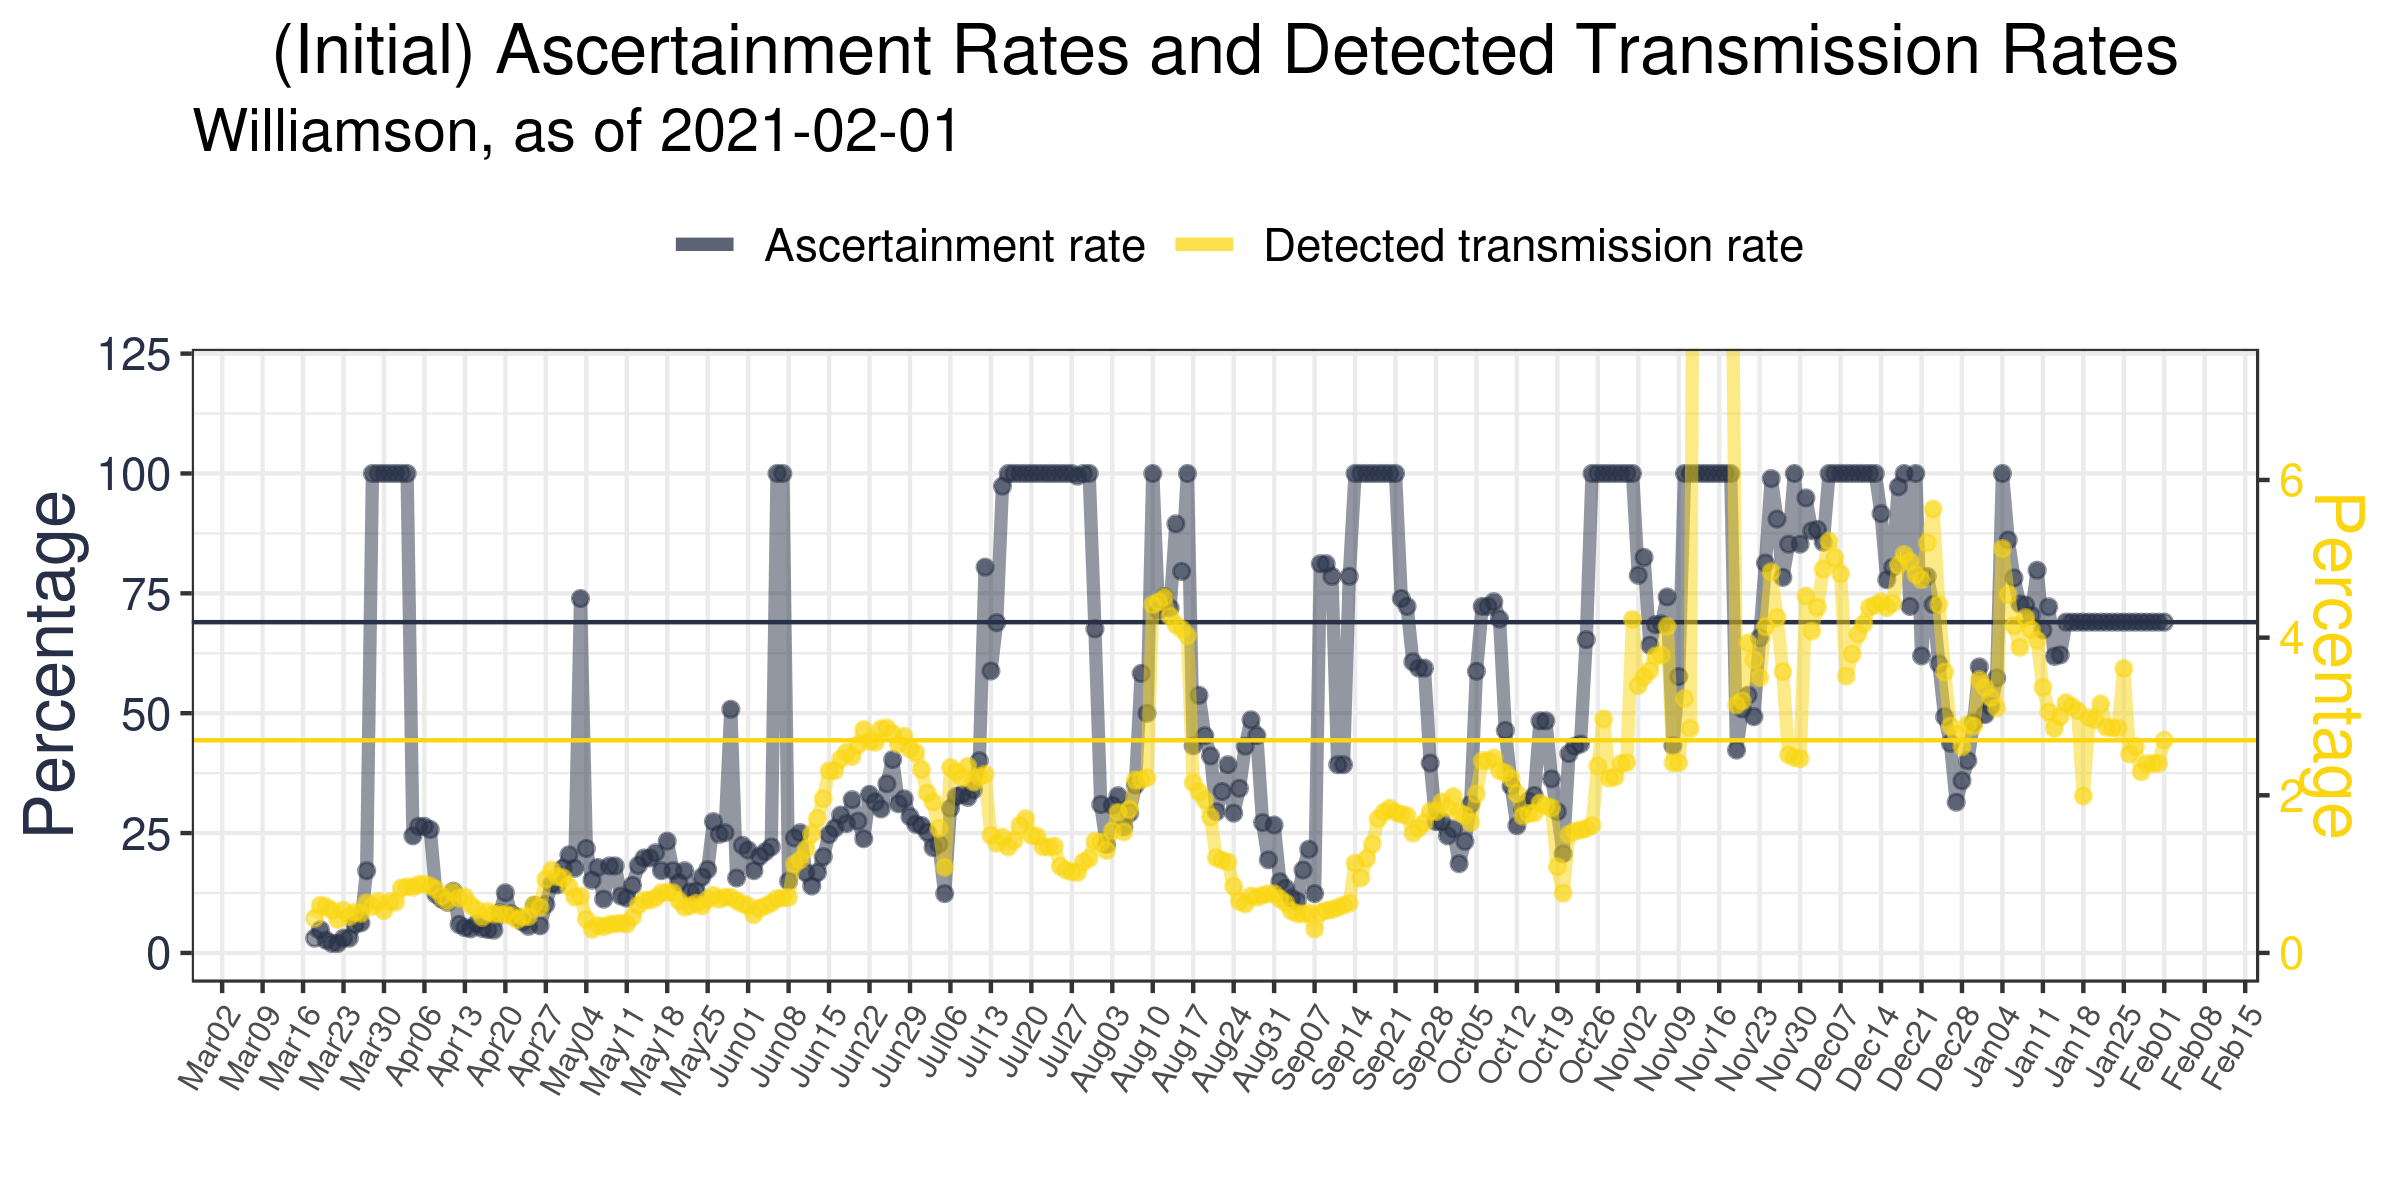 (Initial) Ascertainment Rates and Detected Transmission Rates
Williamson, as of 2021-02-01
Ascertainment rate
Detected transmission rate
Percentage
125
100
75
50
25
0
6
4
2
0
Percentage
Mar02
Mar09
Mar16
Mar23
Mar30
Apr06
Apr13
Apr20
Apr27
May04
May11
May18
May25
Jun01
Jun08
Jun15
Jun22
Jun29
Jul06
Jul13
Jul20
Jul27
Aug03
Aug10
Aug17
Aug24
Aug31
Sep07
Sep14
Sep21
Sep28
Oct05
Oct12
Oct19
Oct26
Nov02
Nov09
Nov16
Nov23
Nov30
Dec07
Dec14
Dec21
Dec28
Jan04
Jan11
Jan18
Jan25
Feb01
Feb08
Feb15